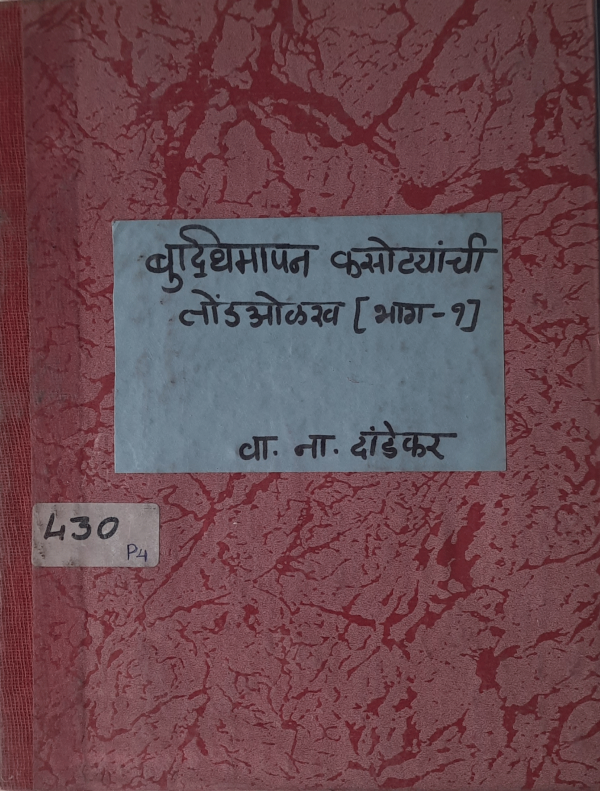 बुद्धिमापन कसोट्यांची
तोंडओळख [भाग-१]
वा. ना. दांडेकर
430
P4